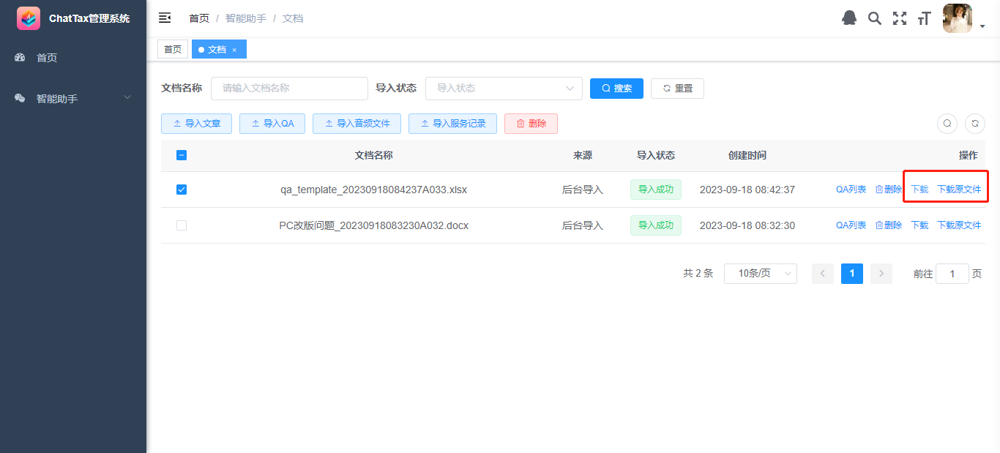 ChatTax管理系统
首页 / 智能助手 / 文档
首页
智能助手
首页 文档 ×
文档名称 请输入文档名称 导入状态 导入状态 搜索 重置
导入文章 导入QA 导入音频文件 导入服务记录 删除
文档名称 来源 导入状态 创建时间 操作
qa_template_20230918084237A033.xlsx 后台导入 导入成功 2023-09-18 08:42:37 QA列表 删除 下载 下载原文件
PC改版问题_20230918083230A032.docx 后台导入 导入成功 2023-09-18 08:32:30 QA列表 删除 下载 下载原文件
共 2 条 10条/页 < 1 > 前往 1 页